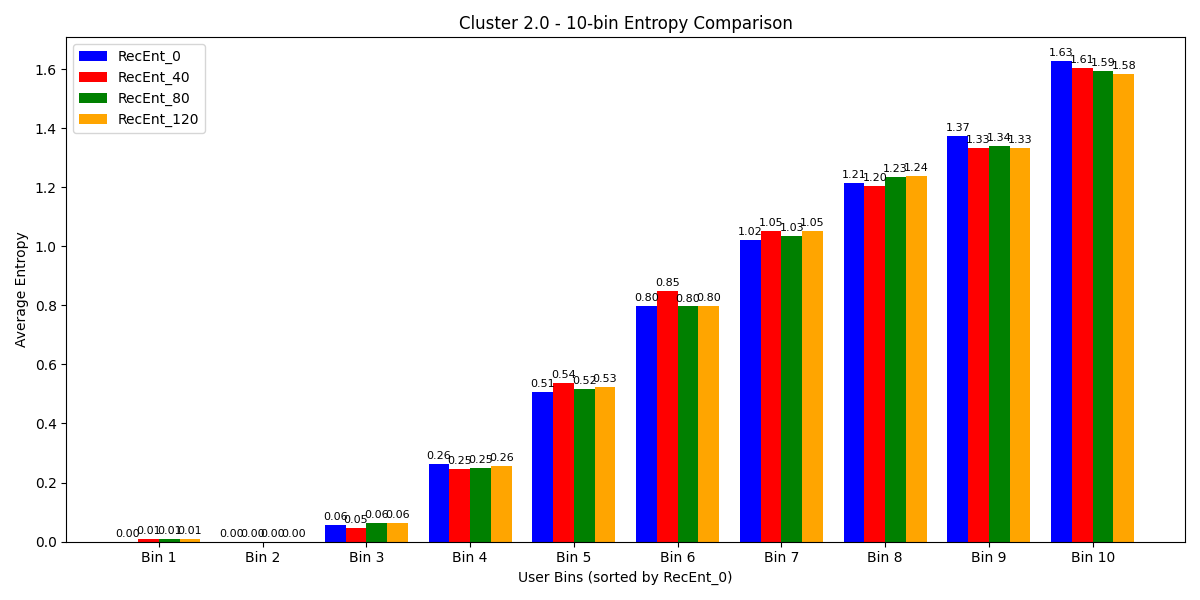 Cluster 2.0 - 10-bin Entropy Comparison
RecEnt_0
RecEnt_40
RecEnt_80
RecEnt_120
Average Entropy
1.6
1.4
1.2
1.0
0.8
0.6
0.4
0.2
0.0
0.00 0.01 0.01 0.01
0.00 0.00 0.00 0.00
0.06 0.05 0.06 0.06
0.26 0.25 0.25 0.26
0.51 0.54 0.52 0.53
0.80 0.85 0.80 0.80
1.02 1.05 1.03 1.05
1.21 1.20 1.23 1.24
1.37 1.33 1.34 1.33
1.63 1.61 1.59 1.58
Bin 1 Bin 2 Bin 3 Bin 4 Bin 5 Bin 6 Bin 7 Bin 8 Bin 9 Bin 10
User Bins (sorted by RecEnt_0)